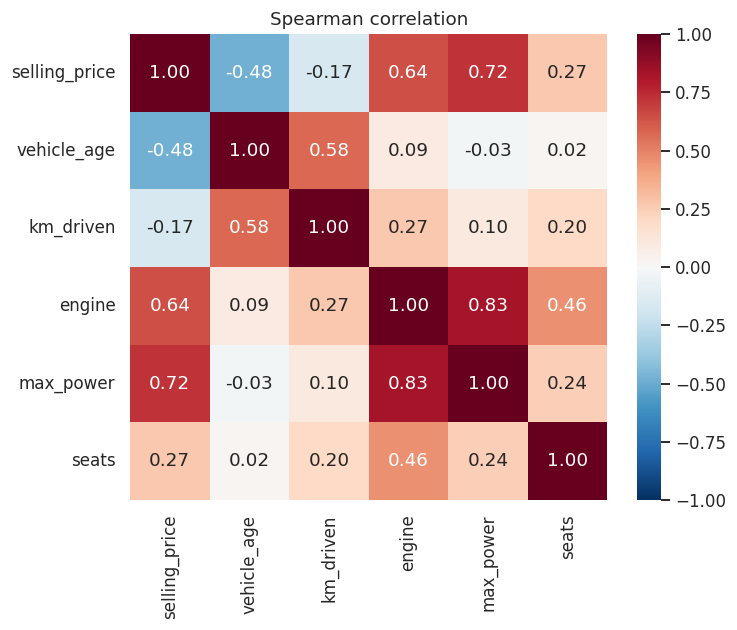 Spearman correlation
selling_price 1.00 -0.48 -0.17 0.64 0.72 0.27
vehicle_age -0.48 1.00 0.58 0.09 -0.03 0.02
km_driven -0.17 0.58 1.00 0.27 0.10 0.20
engine 0.64 0.09 0.27 1.00 0.83 0.46
max_power 0.72 -0.03 0.10 0.83 1.00 0.24
seats 0.27 0.02 0.20 0.46 0.24 1.00
selling_price
vehicle_age
km_driven
engine
max_power
seats
1.00
0.75
0.50
0.25
0.00
−0.25
−0.50
−0.75
−1.00